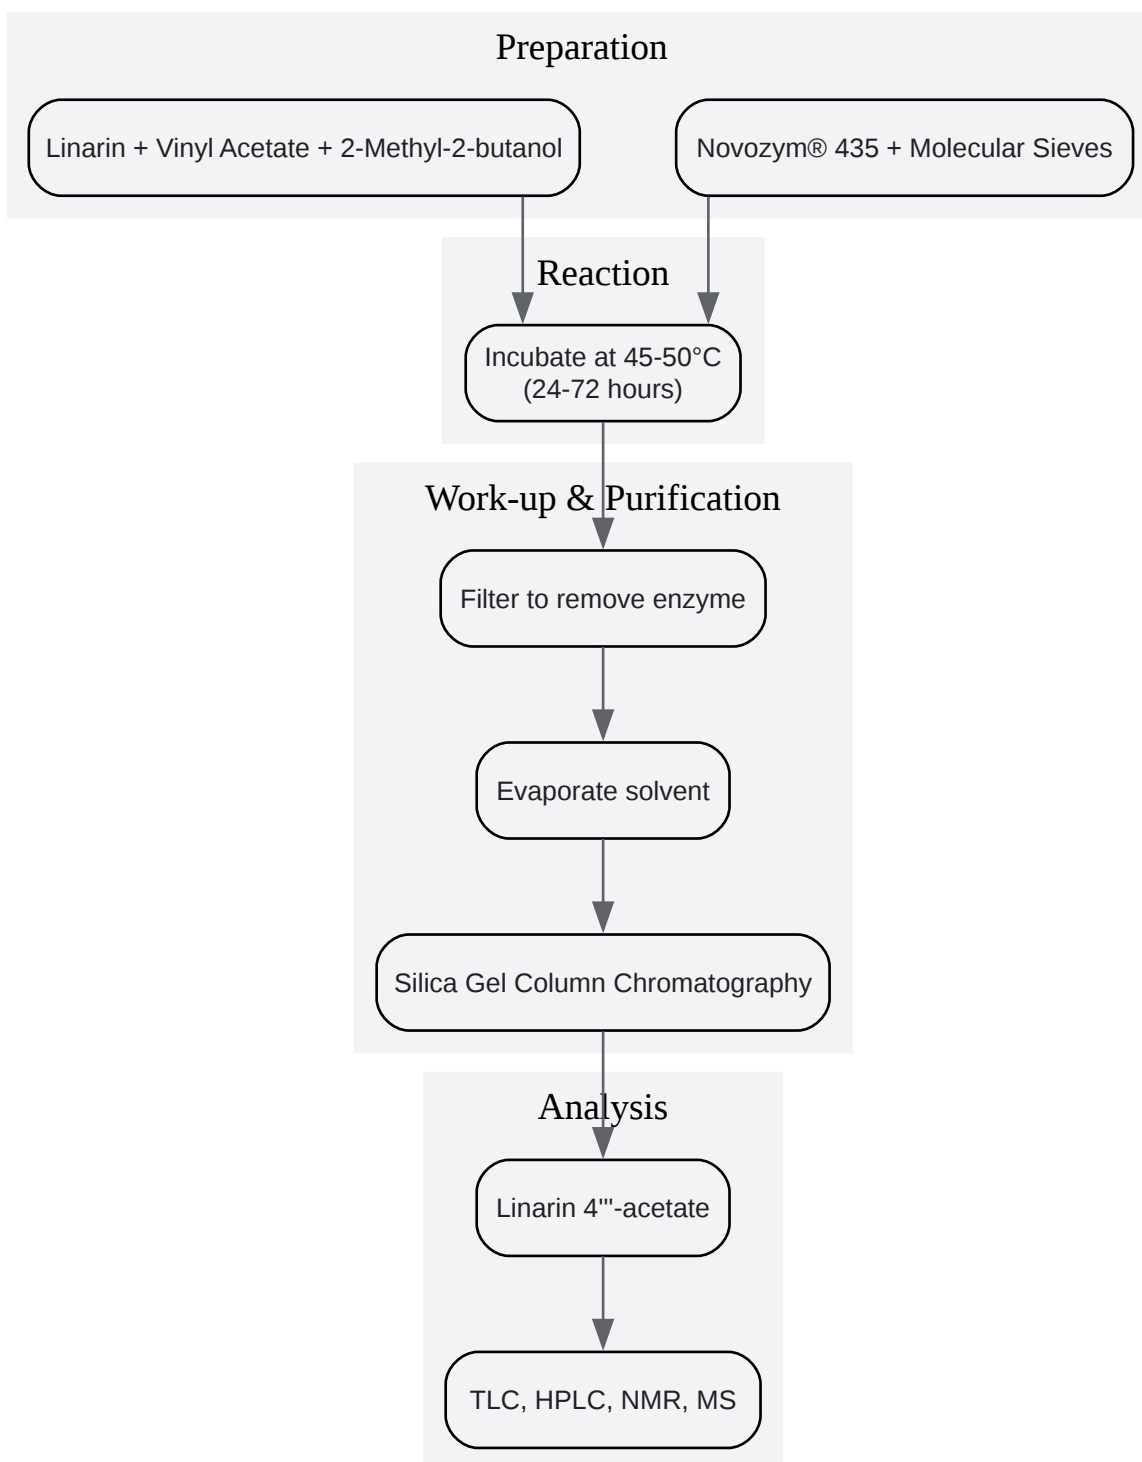 Preparation
Linarin + Vinyl Acetate + 2-Methyl-2-butanol
Novozym® 435 + Molecular Sieves
Reaction
Incubate at 45-50°C
(24-72 hours)
Work-up & Purification
Filter to remove enzyme
Evaporate solvent
Silica Gel Column Chromatography
Analysis
Linarin 4'''-acetate
TLC, HPLC, NMR, MS